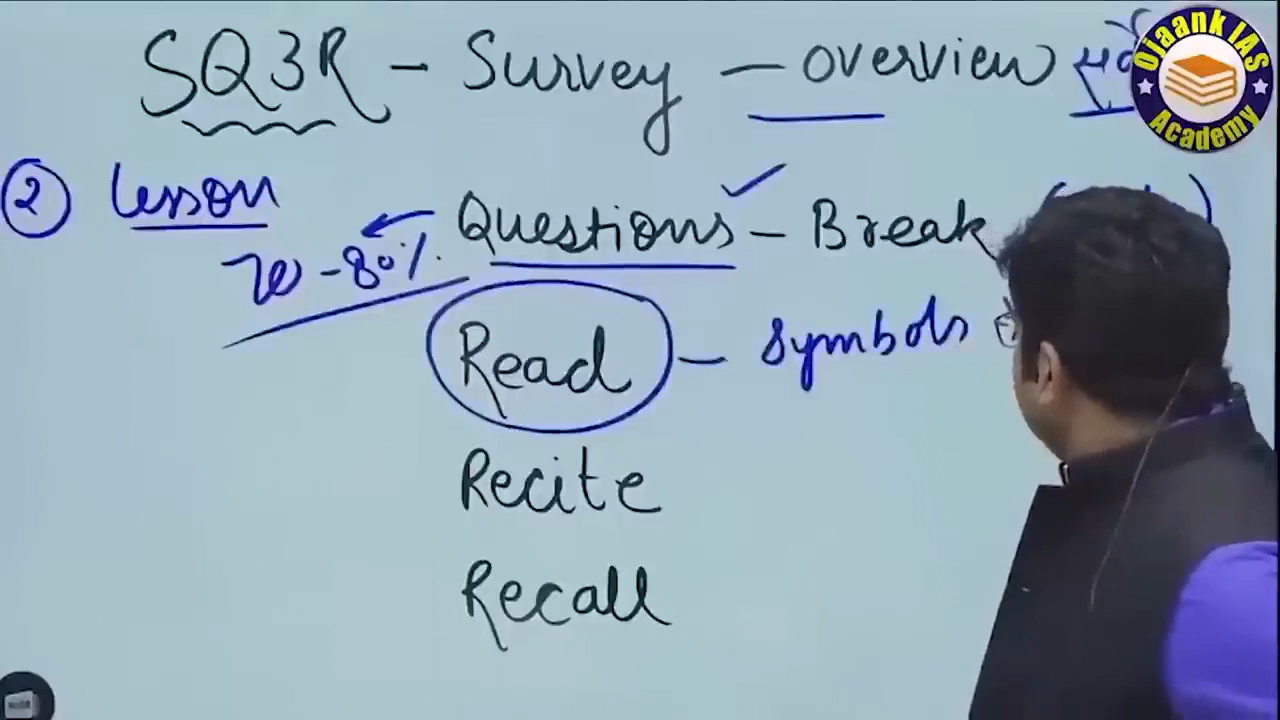 SQ3R - Survey - overview
② Lesson Questions - Break
70-80%
Read - Symbols
Recite
Recall
Ojaank IAS
Academy